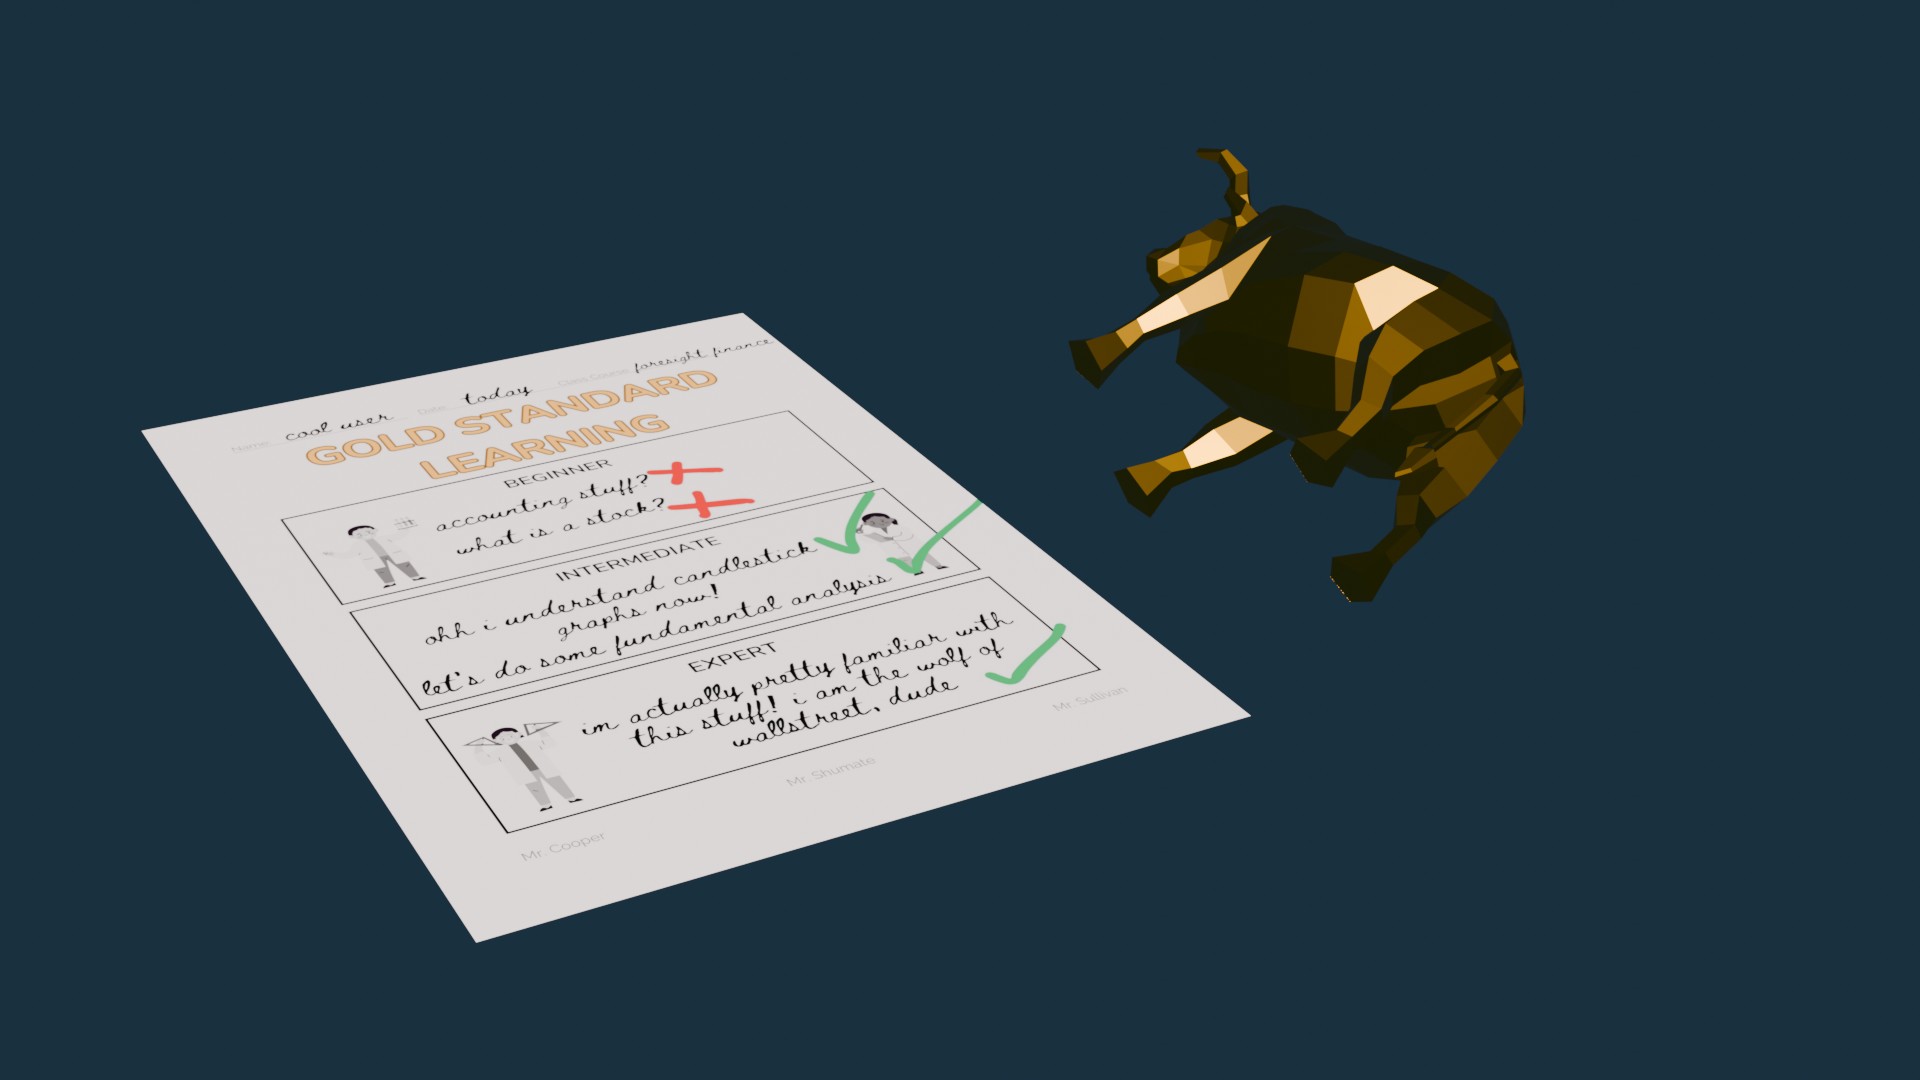 Name: cool user Date: today Class Course: foresight finance
GOLD STANDARD
LEARNING
BEGINNER
accounting stuff?
what is a stock?
INTERMEDIATE
ohh i understand candlestick
graphs now!
let's do some fundamental analysis
EXPERT
im actually pretty familiar with
this stuff! i am the wolf of
wallstreet, dude
Mr. Cooper
Mr. Shumate
Mr. Sullivan